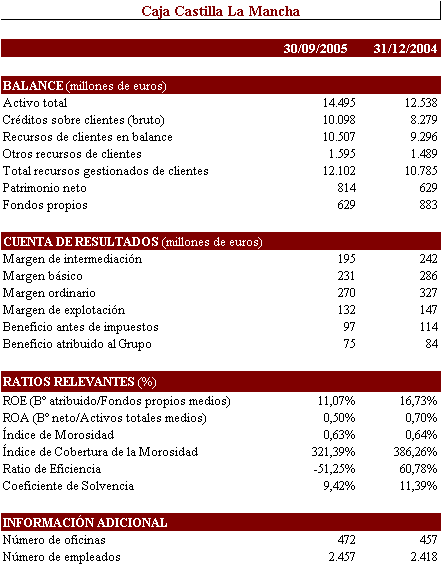 Caja Castilla La Mancha
30/09/2005 31/12/2004
BALANCE (millones de euros)
Activo total 14.495 12.538
Créditos sobre clientes (bruto) 10.098 8.279
Recursos de clientes en balance 10.507 9.296
Otros recursos de clientes 1.595 1.489
Total recursos gestionados de clientes 12.102 10.785
Patrimonio neto 814 629
Fondos propios 629 883
CUENTA DE RESULTADOS (millones de euros)
Margen de intermediación 195 242
Margen básico 231 286
Margen ordinario 270 327
Margen de explotación 132 147
Beneficio antes de impuestos 97 114
Beneficio atribuido al Grupo 75 84
RATIOS RELEVANTES (%)
ROE (Bº atribuido/Fondos propios medios) 11,07% 16,73%
ROA (Bº neto/Activos totales medios) 0,50% 0,70%
Índice de Morosidad 0,63% 0,64%
Índice de Cobertura de la Morosidad 321,39% 386,26%
Ratio de Eficiencia -51,25% 60,78%
Coeficiente de Solvencia 9,42% 11,39%
INFORMACIÓN ADICIONAL
Número de oficinas 472 457
Número de empleados 2.457 2.418